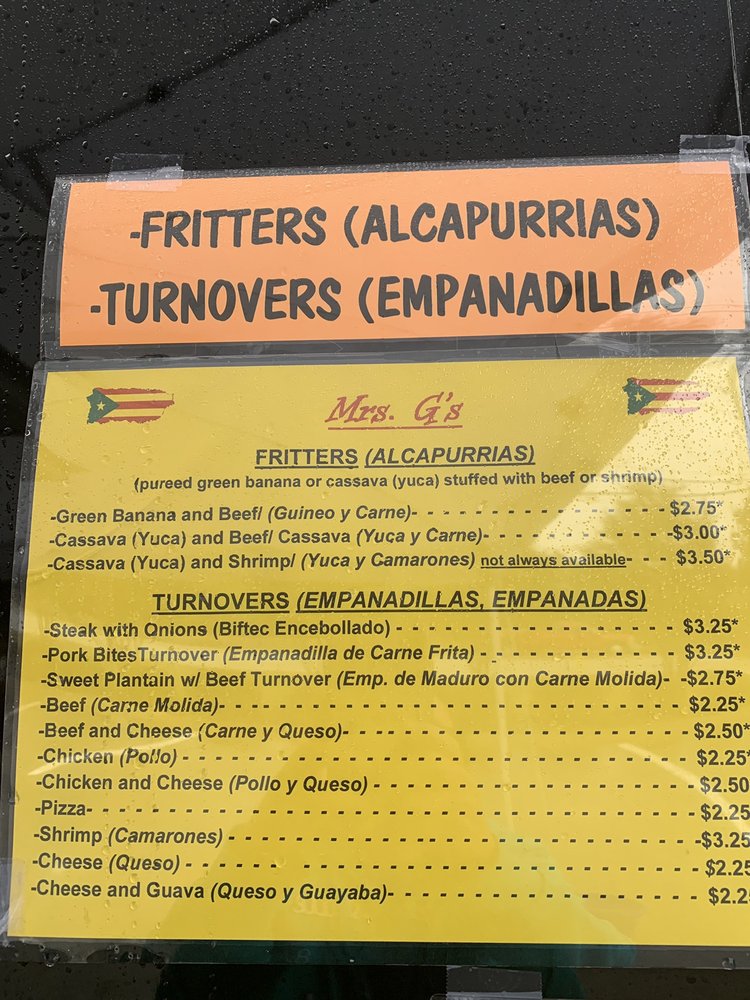 -FRITTERS (ALCAPURRIAS)
-TURNOVERS (EMPANADILLAS)
Mrs. G's
FRITTERS (ALCAPURRIAS)
(pureed green banana or cassava (yuca) stuffed with beef or shrimp)
-Green Banana and Beef/ (Guineo y Carne)- - - - - - - - - - - - - - - - - $2.75*
-Cassava (Yuca) and Beef/ Cassava (Yuca y Carne)- - - - - - - - - - - -$3.00*
-Cassava (Yuca) and Shrimp/ (Yuca y Camarones) not always available- - - $3.50*
TURNOVERS (EMPANADILLAS, EMPANADAS)
-Steak with Onions (Biftec Encebollado) - - - - - - - - - - - - - - - - - - $3.25*
-Pork BitesTurnover (Empanadilla de Carne Frita) - - - - - - - - - - - - - $3.25*
-Sweet Plantain w/ Beef Turnover (Emp. de Maduro con Carne Molida)- -$2.75*
-Beef (Carne Molida)- - - - - - - - - - - - - - - - - - - - - - - - - - - - $2.25*
-Beef and Cheese (Carne y Queso)- - - - - - - - - - - - - - - - - - - - - $2.50*
-Chicken (Pollo) - - - - - - - - - - - - - - - - - - - - - - - - - - - - - - $2.25*
-Chicken and Cheese (Pollo y Queso) - - - - - - - - - - - - - - - - - - - $2.50
-Pizza- - - - - - - - - - - - - - - - - - - - - - - - - - - - - - - - - - - $2.25
-Shrimp (Camarones) - - - - - - - - - - - - - - - - - - - - - - - - - - -$3.25
-Cheese (Queso) - - - - - - - - - - - - - - - - - - - - - - - - - - - - - $2.25
-Cheese and Guava (Queso y Guayaba)- - - - - - - - - - - - - - - - - - $2.2